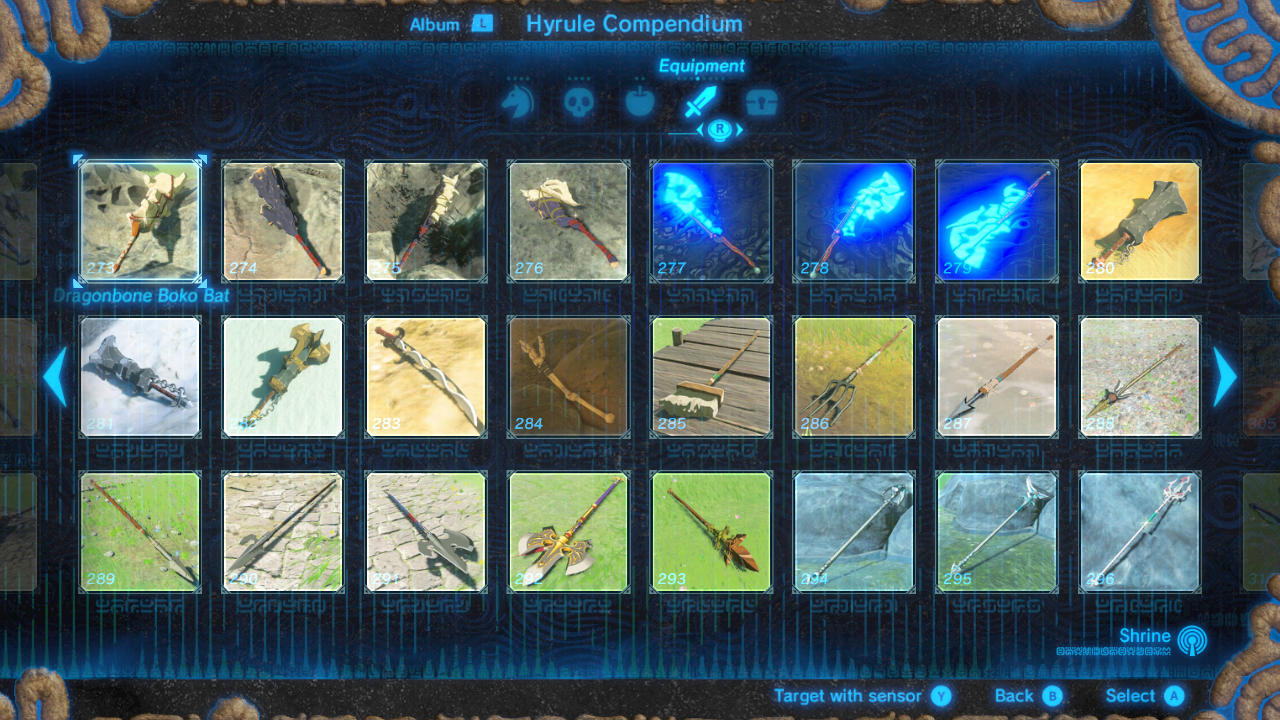 Album L Hyrule Compendium
Equipment
R
273 274 275 276 277 278 279 280
Dragonbone Boko Bat
281 282 283 284 285 286 287 288
289 290 291 292 293 294 295 296
Shrine
Target with sensor Y Back B Select A